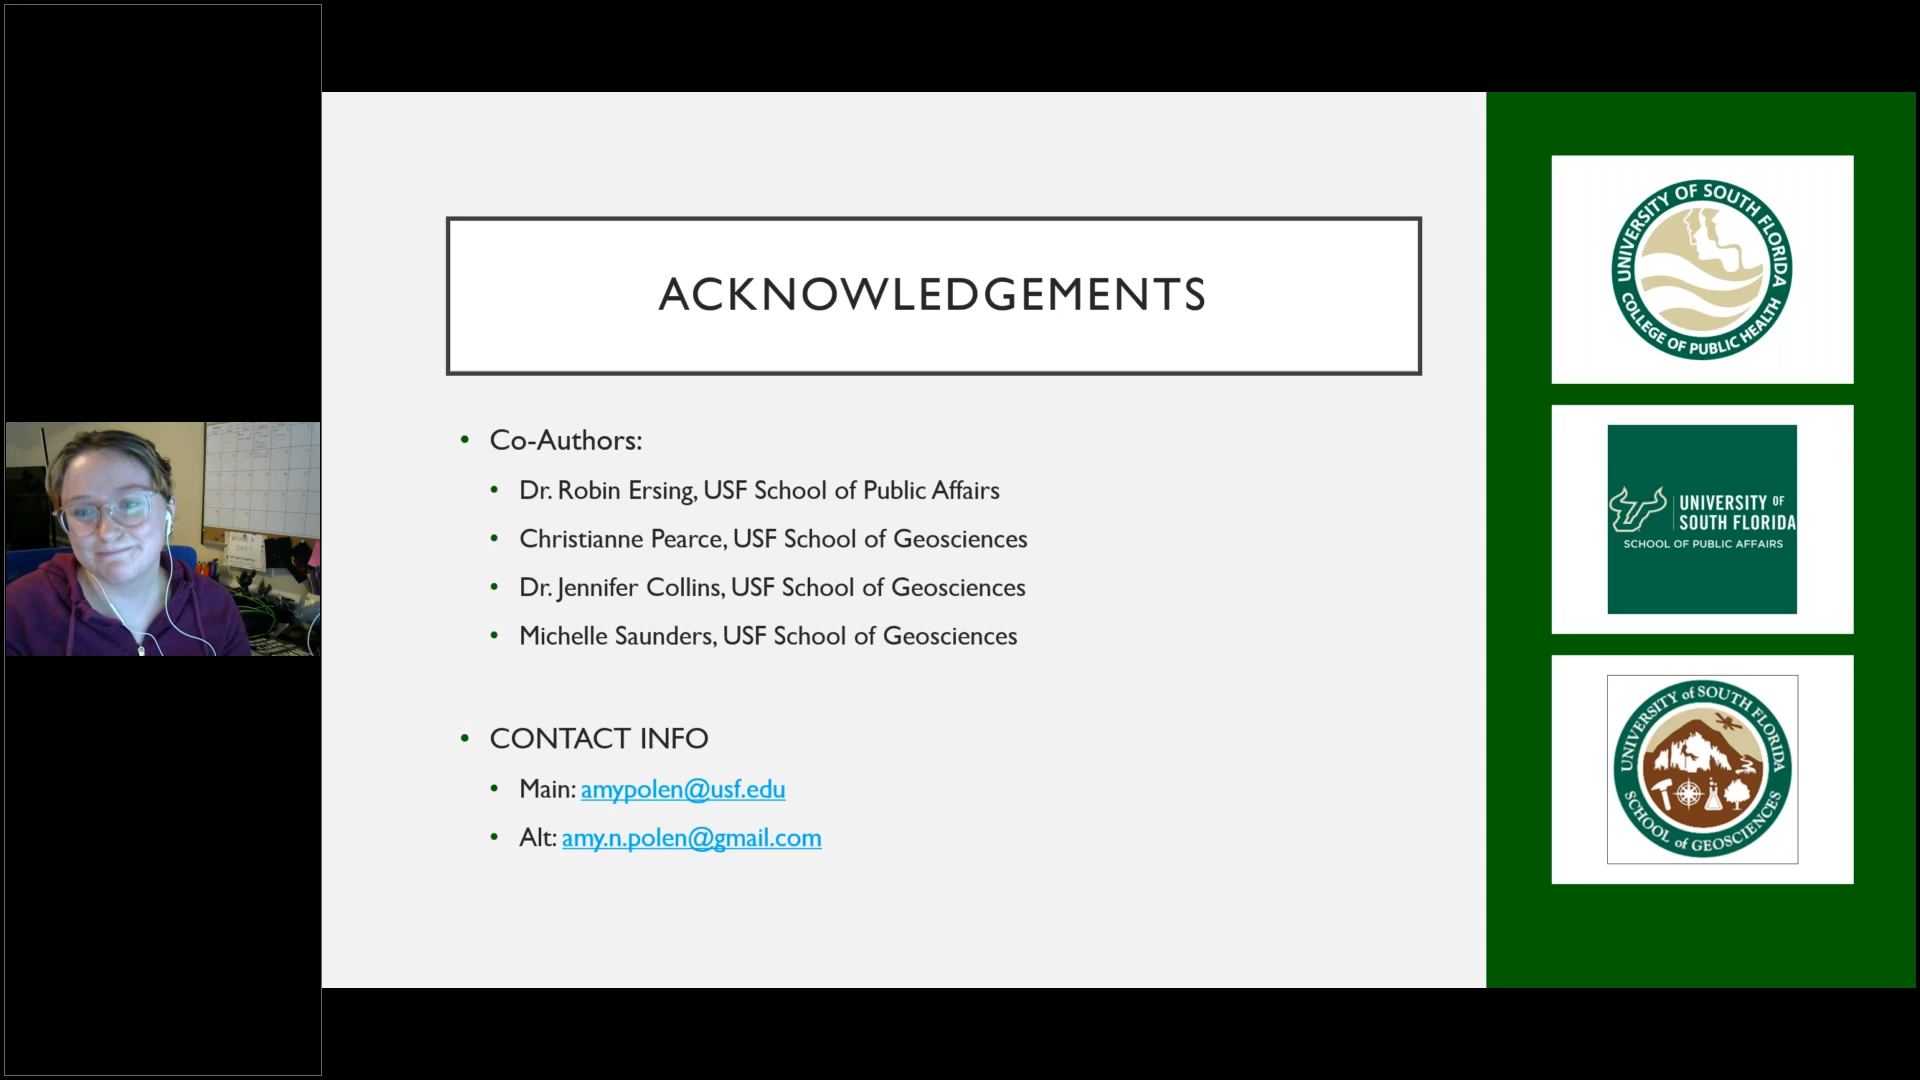 ACKNOWLEDGEMENTS
• Co-Authors:
• Dr. Robin Ersing, USF School of Public Affairs
• Christianne Pearce, USF School of Geosciences
• Dr. Jennifer Collins, USF School of Geosciences
• Michelle Saunders, USF School of Geosciences
• CONTACT INFO
• Main: amypolen@usf.edu
• Alt: amy.n.polen@gmail.com
UNIVERSITY OF SOUTH FLORIDA
COLLEGE OF PUBLIC HEALTH
UNIVERSITY OF
SOUTH FLORIDA
SCHOOL OF PUBLIC AFFAIRS
UNIVERSITY of SOUTH FLORIDA
SCHOOL of GEOSCIENCES